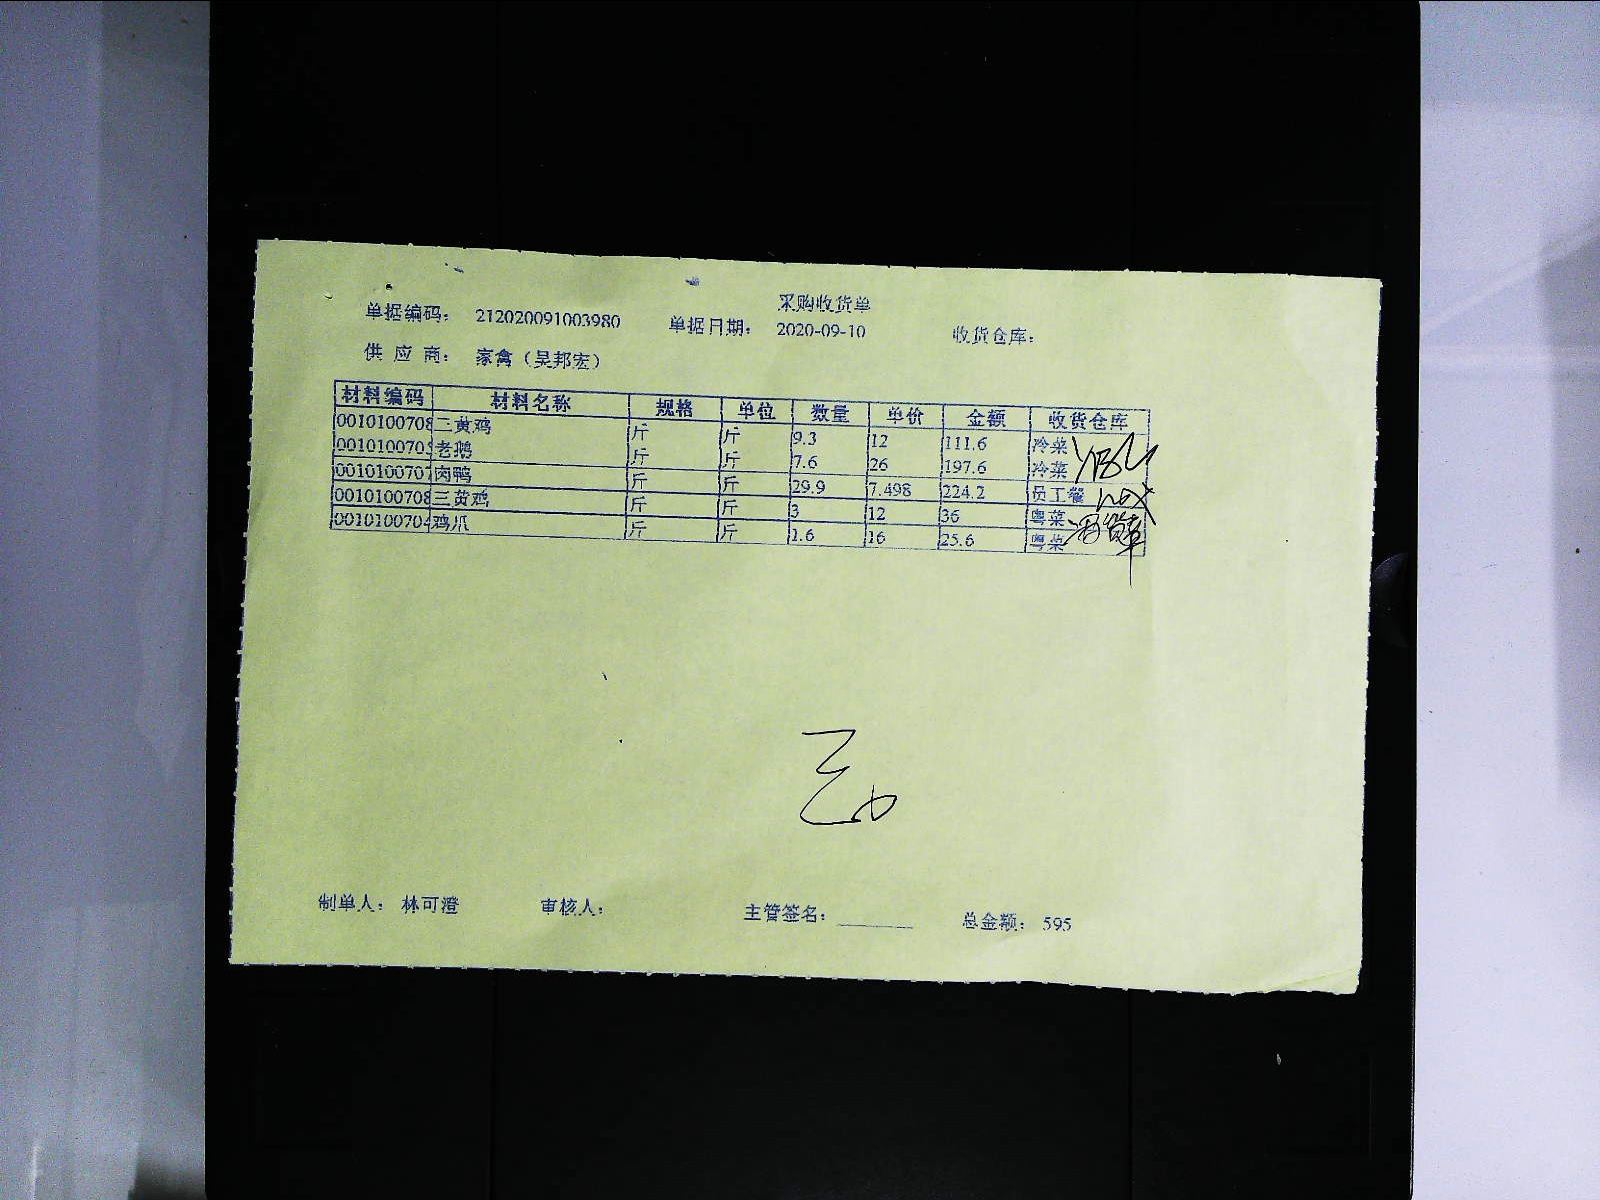 采购收货单
单据编码： 212020091003980 单据日期： 2020-09-10 收货仓库：
供 应 商： 家禽（吴邦宏）
材料编码 材料名称 规格 单位 数量 单价 金额 收货仓库
0010100708 三黄鸡 斤 斤 9.3 12 111.6 冷菜
001010070 老鹅 斤 斤 7.6 26 197.6 冷菜
001010070 肉鸭 斤 斤 29.9 7.498 224.2 员工餐
0010100708 三黄鸡 斤 斤 3 12 36 粤菜
0010100704 鸡爪 斤 斤 1.6 16 25.6 粤菜
制单人： 林可澄 审核人： 主管签名： 总金额： 595